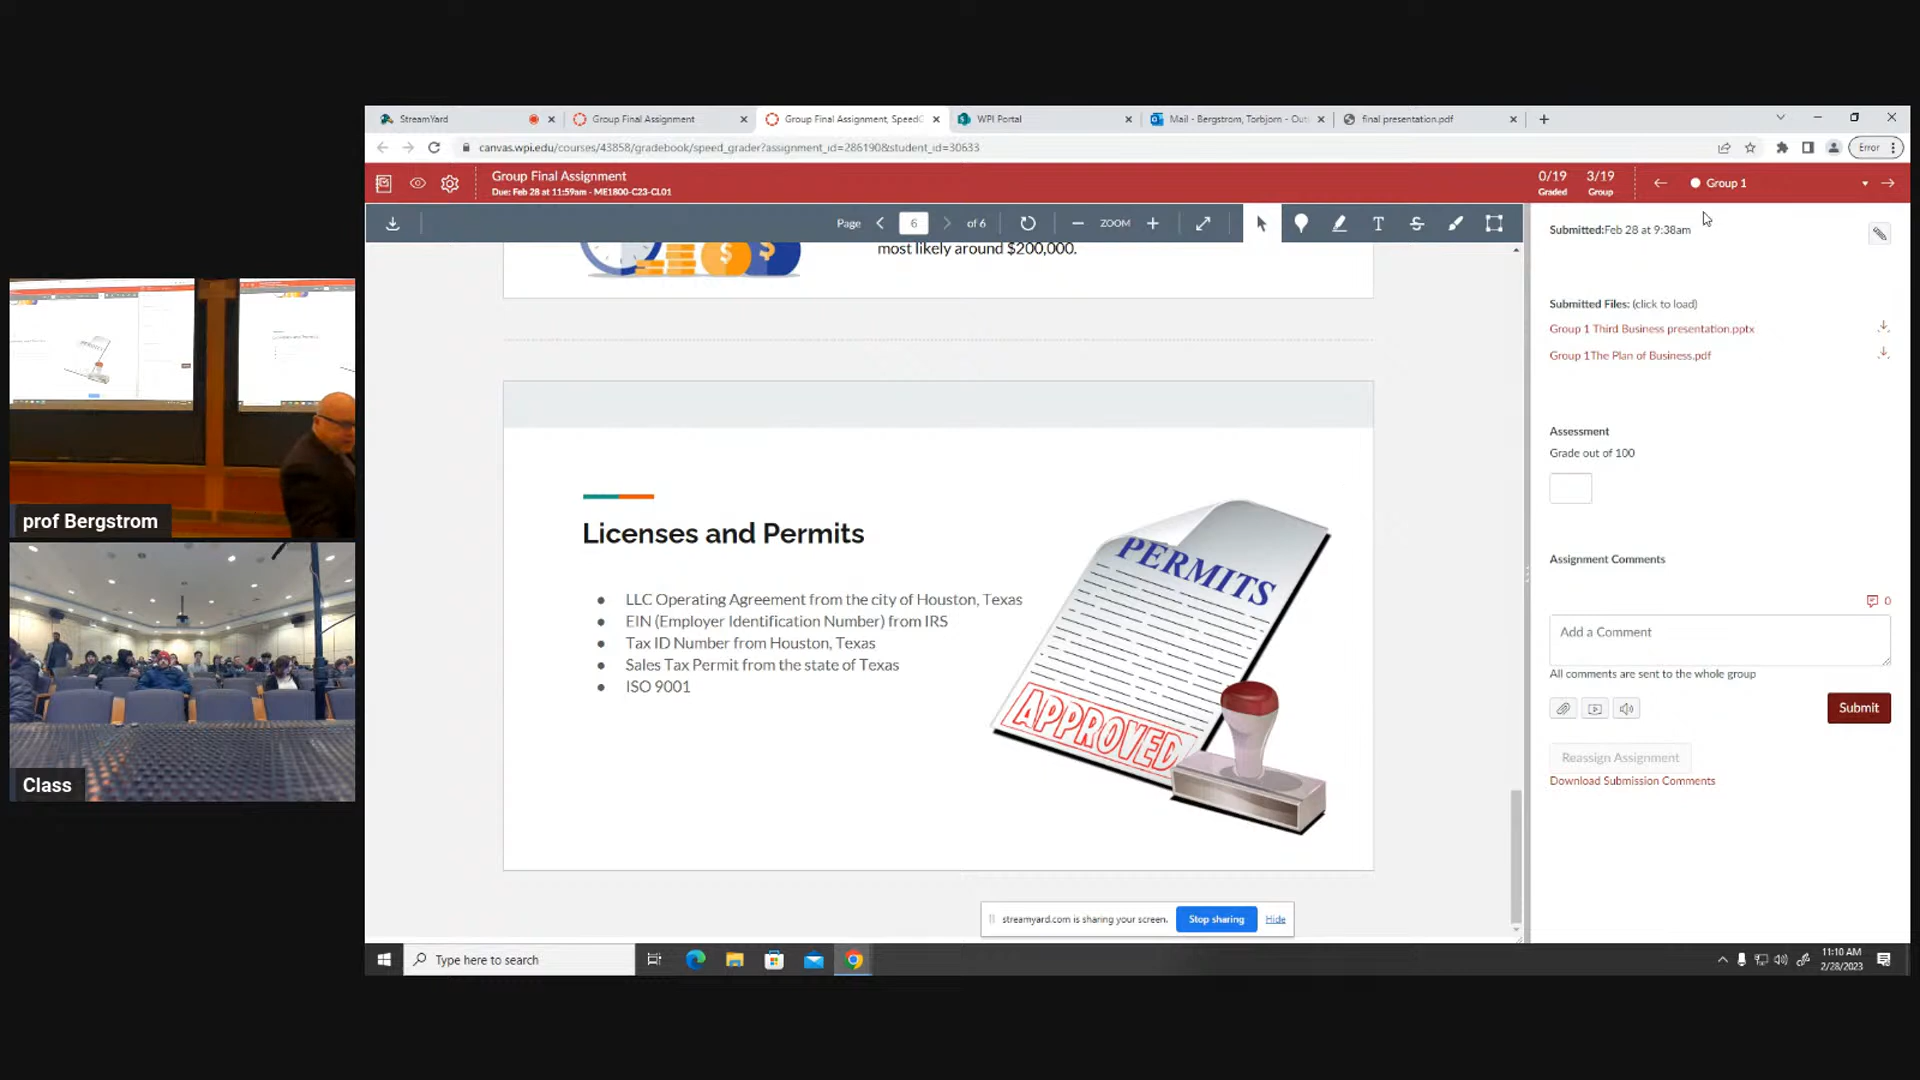 StreamYard
Group Final Assignment
Group Final Assignment, SpeedG
WPI Portal
Mail - Bergstrom, Torbjorn - Out
final presentation.pdf
canvas.wpi.edu/courses/43858/gradebook/speed_grader?assignment_id=286190&student_id=30633
Error
Group Final Assignment
Due: Feb 28 at 11:59am - ME1800-C23-CL01
0/19
Graded
3/19
Group
Group 1
Page
6
of 6
ZOOM
T
most likely around $200,000.
Licenses and Permits
LLC Operating Agreement from the city of Houston, Texas
EIN (Employer Identification Number) from IRS
Tax ID Number from Houston, Texas
Sales Tax Permit from the state of Texas
ISO 9001
PERMITS
APPROVED
Submitted:Feb 28 at 9:38am
Submitted Files: (click to load)
Group 1 Third Business presentation.pptx
Group 1The Plan of Business.pdf
Assessment
Grade out of 100
Assignment Comments
0
Add a Comment
All comments are sent to the whole group
Submit
Reassign Assignment
Download Submission Comments
streamyard.com is sharing your screen.
Stop sharing
Hide
Type here to search
11:10 AM
2/28/2023
prof Bergstrom
Class